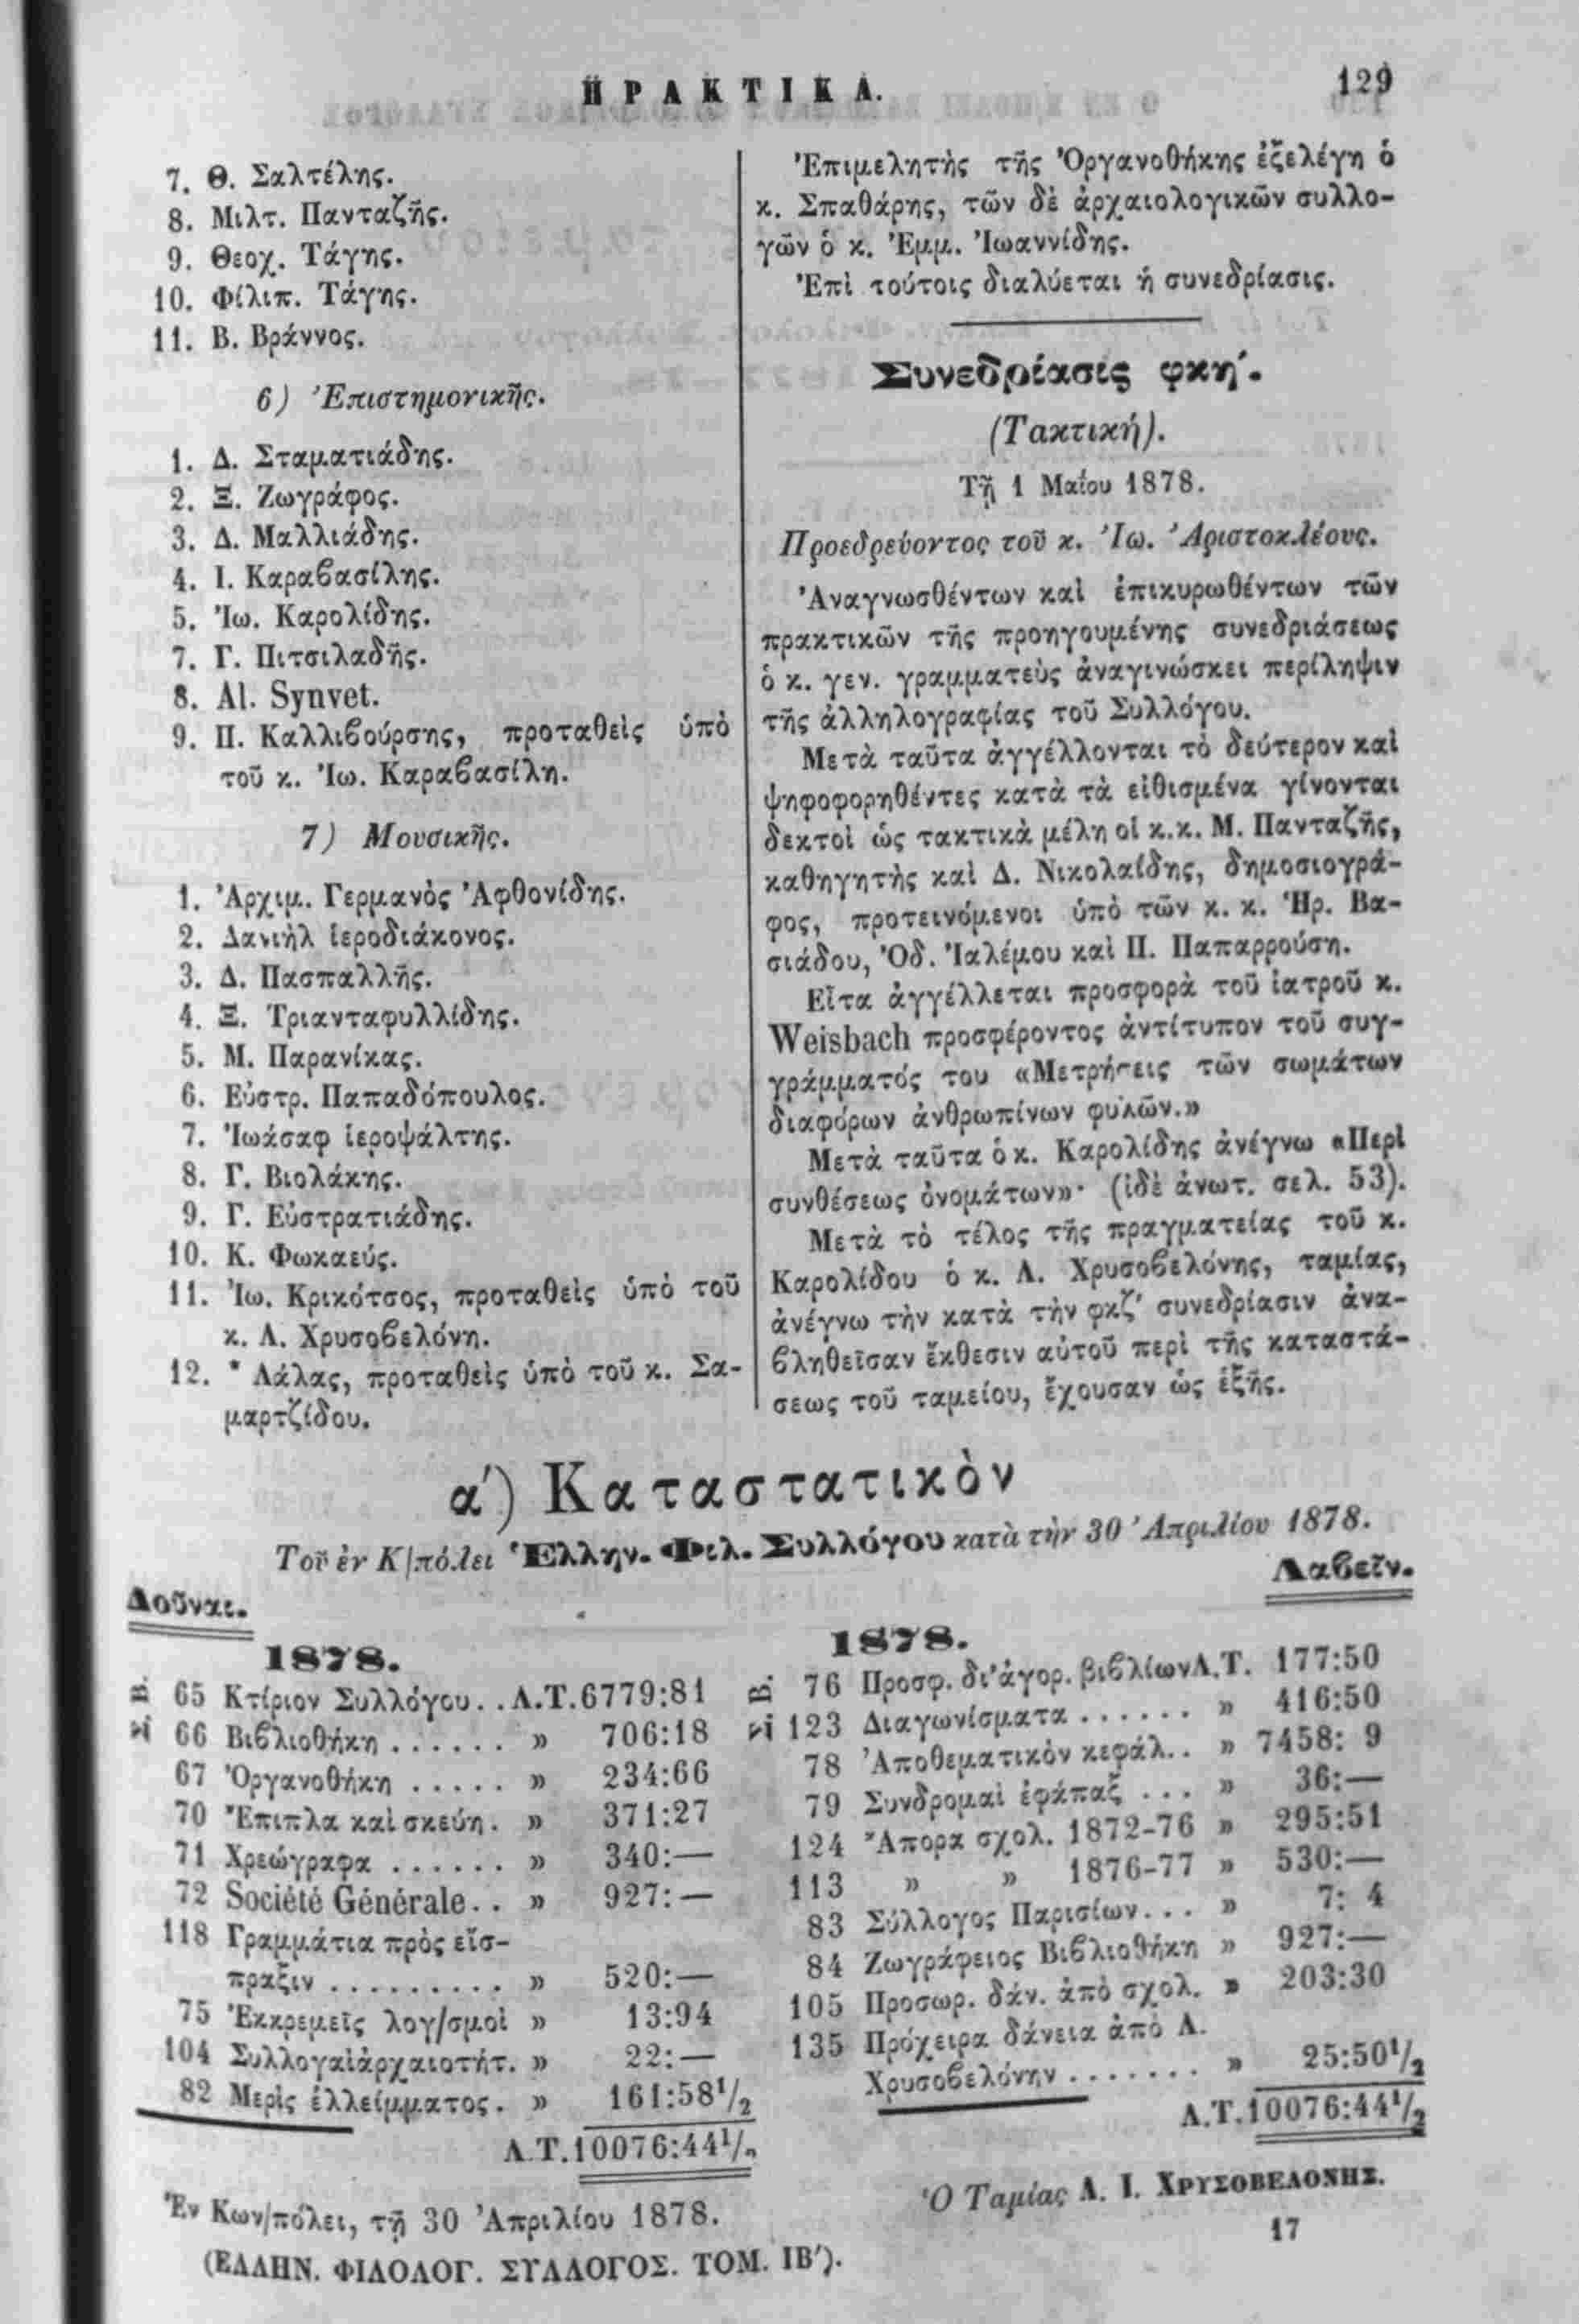 ΠΡΑΚΤΙΚΑ.
129
7. Θ. Σαλτέλης.
8. Μιλτ. Πανταζῆς.
9. Θεοχ. Τάγης.
10. Φίλιπ. Τάγης.
11. Β. Βράννος.
6) Ἐπιστημονικῆς.
1. Δ. Σταματιάδης.
2. Ξ. Ζωγράφος.
3. Δ. Μαλλιάδης.
4. Ι. Καραβασίλης.
5. Ἰω. Καρολίδης.
7. Γ. Πιτσιλαδῆς.
8. Al. Synvet.
9. Π. Καλλιβούρσης, προταθεὶς ὑπὸ
τοῦ κ. Ἰω. Καραβασίλη.
7) Μουσικῆς.
1. Ἀρχιμ. Γερμανὸς Ἀφθονίδης.
2. Δανιὴλ ἱεροδιάκονος.
3. Δ. Πασπαλλῆς.
4. Ξ. Τριανταφυλλίδης.
5. Μ. Παρανίκας.
6. Εὐστρ. Παπαδόπουλος.
7. Ἰωάσαφ ἱεροψάλτης.
8. Γ. Βιολάκης.
9. Γ. Εὐστρατιάδης.
10. Κ. Φωκαεύς.
11. Ἰω. Κρικότσος, προταθεὶς ὑπὸ τοῦ
κ. Λ. Χρυσοβελόνη.
12. * Λάλας, προταθεὶς ὑπὸ τοῦ κ. Σα-
μαρτζίδου.
Ἐπιμελητὴς τῆς Ὀργανοθήκης ἐξελέγη ὁ
κ. Σπαθάρης, τῶν δὲ ἀρχαιολογικῶν συλλο-
γῶν ὁ κ. Ἐμμ. Ἰωαννίδης.
Ἐπὶ τούτοις διαλύεται ἡ συνεδρίασις.
Συνεδρίασις φκη΄.
(Τακτική).
Τῇ 1 Μαΐου 1878.
Προεδρεύοντος τοῦ κ. Ἰω. Ἀριστοκλέους.
Ἀναγνωσθέντων καὶ ἐπικυρωθέντων τῶν
πρακτικῶν τῆς προηγουμένης συνεδριάσεως
ὁ κ. γεν. γραμματεὺς ἀναγινώσκει περίληψιν
τῆς ἀλληλογραφίας τοῦ Συλλόγου.
Μετὰ ταῦτα ἀγγέλλονται τὸ δεύτερον καὶ
ψηφοφορηθέντες κατὰ τὰ εἰθισμένα γίνονται
δεκτοὶ ὡς τακτικὰ μέλη οἱ κ.κ. Μ. Πανταζῆς,
καθηγητὴς καὶ Δ. Νικολαΐδης, δημοσιογρά-
φος, προτεινόμενοι ὑπὸ τῶν κ. κ. Ἡρ. Βα-
σιάδου, Ὀδ. Ἰαλέμου καὶ Π. Παπαρρούση.
Εἶτα ἀγγέλλεται προσφορὰ τοῦ ἰατροῦ κ.
Weisbach προσφέροντος ἀντίτυπον τοῦ συγ-
γράμματός του «Μετρήσεις τῶν σωμάτων
διαφόρων ἀνθρωπίνων φυλῶν.»
Μετὰ ταῦτα ὁ κ. Καρολίδης ἀνέγνω «Περὶ
συνθέσεως ὀνομάτων»· (ἰδὲ ἀνωτ. σελ. 53).
Μετὰ τὸ τέλος τῆς πραγματείας τοῦ κ.
Καρολίδου ὁ κ. Λ. Χρυσοβελόνης, ταμίας,
ἀνέγνω τὴν κατὰ τὴν φκζ΄ συνεδρίασιν ἀνα-
βληθεῖσαν ἔκθεσιν αὐτοῦ περὶ τῆς καταστά-
σεως τοῦ ταμείου, ἔχουσαν ὡς ἑξῆς.
α΄) Καταστατικὸν
Τοῦ ἐν Κ|πόλει Ἑλλην. Φιλ. Συλλόγου κατὰ τὴν 30 Ἀπριλίου 1878.
Δοῦναι.
Λαβεῖν.
1878.
65 Κτίριον Συλλόγου.. Λ.Τ. 6779:81
66 Βιβλιοθήκη ...... » 706:18
67 Ὀργανοθήκη ..... » 234:66
70 Ἔπιπλα καὶ σκεύη. » 371:27
71 Χρεώγραφα ...... » 340:—
72 Société Générale.. » 927:—
118 Γραμμάτια πρὸς εἴσ-
πραξιν ......... » 520:—
75 Ἐκκρεμεῖς λογ/σμοὶ » 13:94
104 Συλλογαὶ ἀρχαιοτήτ. » 22:—
82 Μερὶς ἐλλείμματος. » 161:58 1/2
Λ.Τ. 10076:44 1/2
1878.
76 Προσφ. δι' ἀγορ. βιβλίων Λ.Τ. 177:50
123 Διαγωνίσματα ...... » 416:50
78 Ἀποθεματικὸν κεφάλ.. » 7458: 9
79 Συνδρομαὶ ἐφάπαξ ... » 36:—
124 Ἄπορα σχολ. 1872-76 » 295:51
113 » » 1876-77 » 530:—
83 Σύλλογος Παρισίων... » 7: 4
84 Ζωγράφειος Βιβλιοθήκη » 927:—
105 Προσωρ. δάν. ἀπὸ σχολ. » 203:30
135 Πρόχειρα δάνεια ἀπὸ Λ.
Χρυσοβελόνην ....... » 25:50 1/2
Λ.Τ. 10076:44 1/2
Ἐν Κων/πόλει, τῇ 30 Ἀπριλίου 1878.
Ὁ Ταμίας Λ. Ι. ΧΡΥΣΟΒΕΛΟΝΗΣ.
(ΕΛΛΗΝ. ΦΙΛΟΛΟΓ. ΣΥΛΛΟΓΟΣ. ΤΟΜ. ΙΒ΄).
17